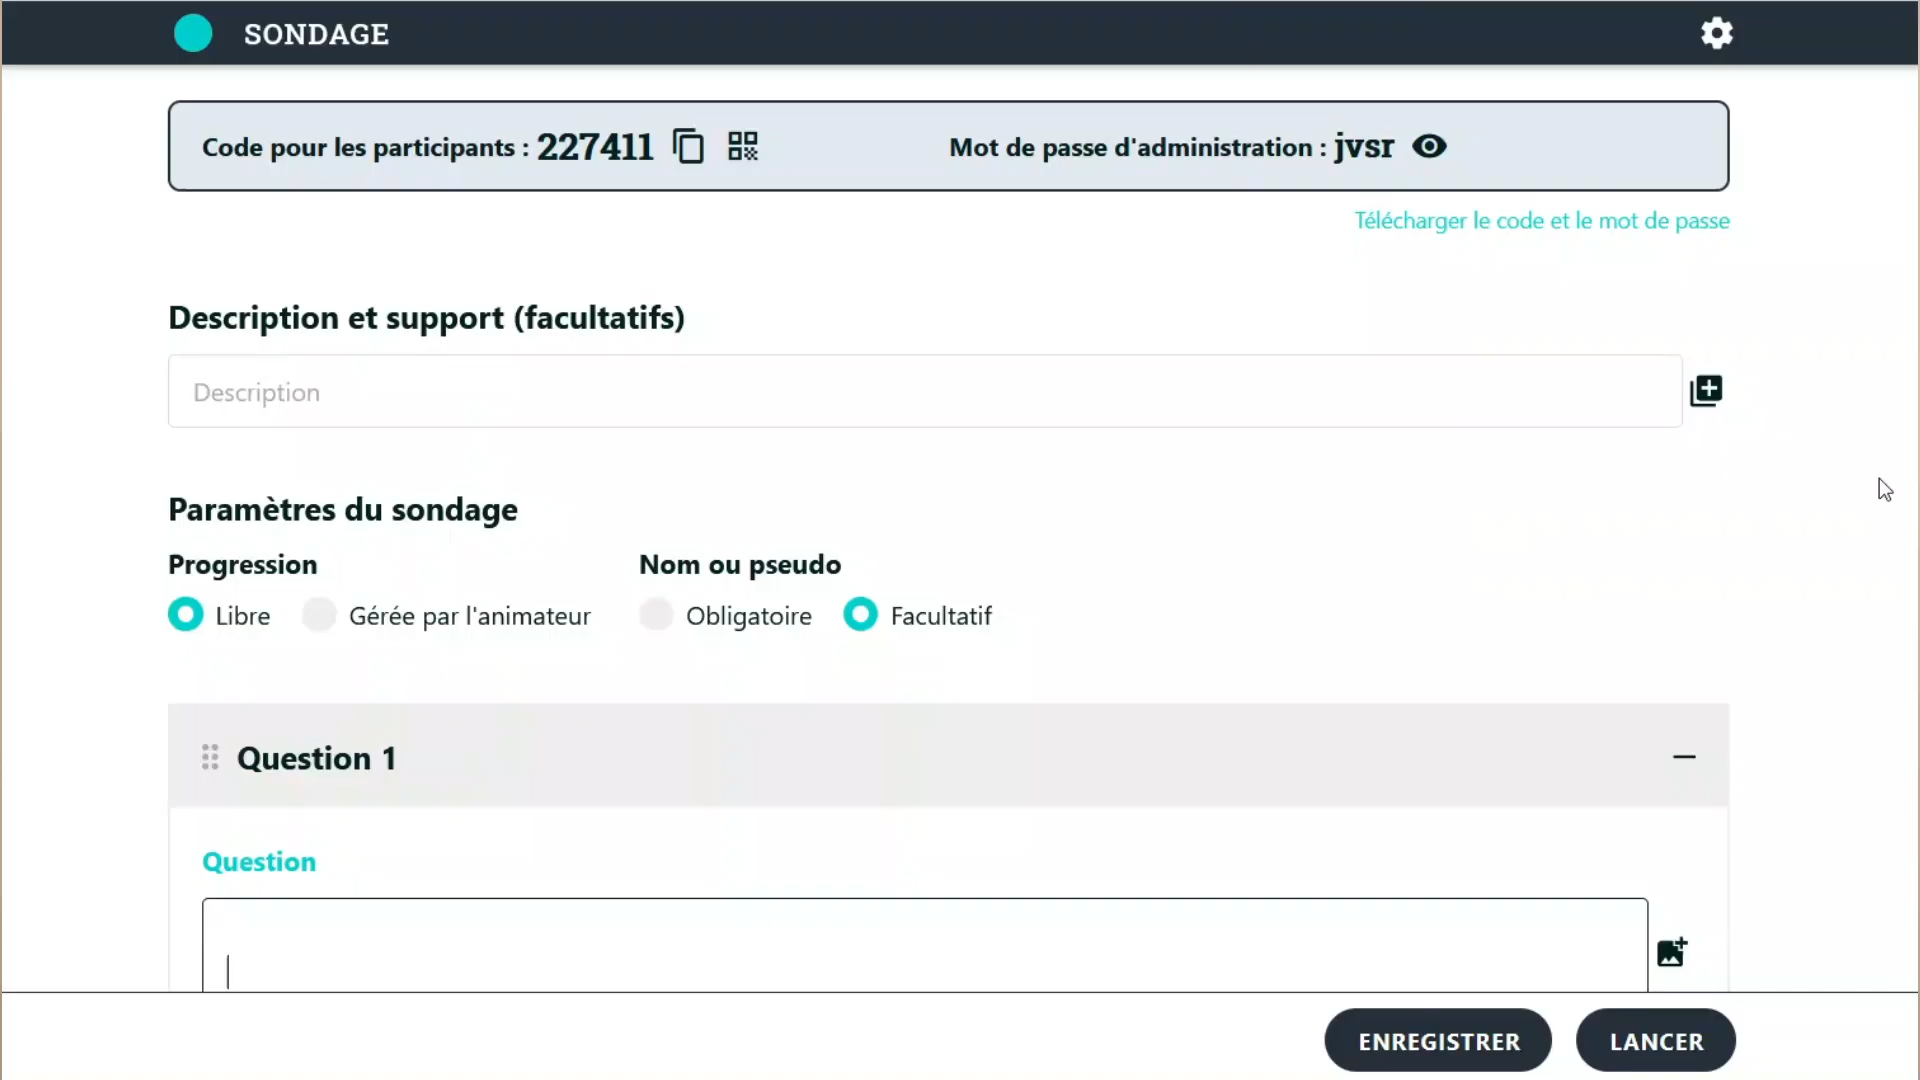 SONDAGE
Code pour les participants : 227411
Mot de passe d'administration : jvsr
Télécharger le code et le mot de passe
Description et support (facultatifs)
Description
Paramètres du sondage
Progression
Nom ou pseudo
Libre
Gérée par l'animateur
Obligatoire
Facultatif
Question 1
Question
ENREGISTRER
LANCER